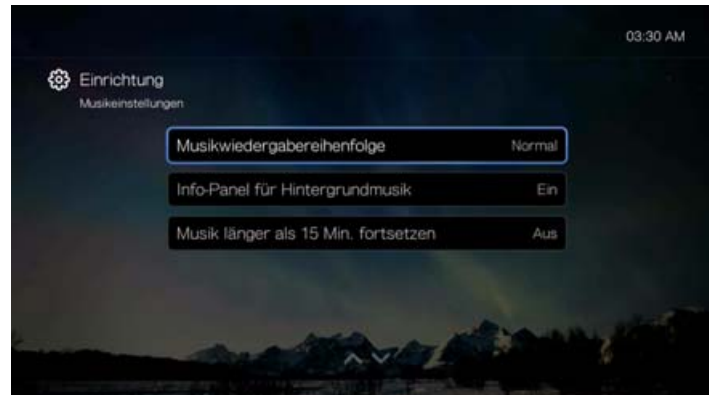 03:30 AM
Einrichtung
Musikeinstellungen
Musikwiedergabereihenfolge Normal
Info-Panel für Hintergrundmusik Ein
Musik länger als 15 Min. fortsetzen Aus